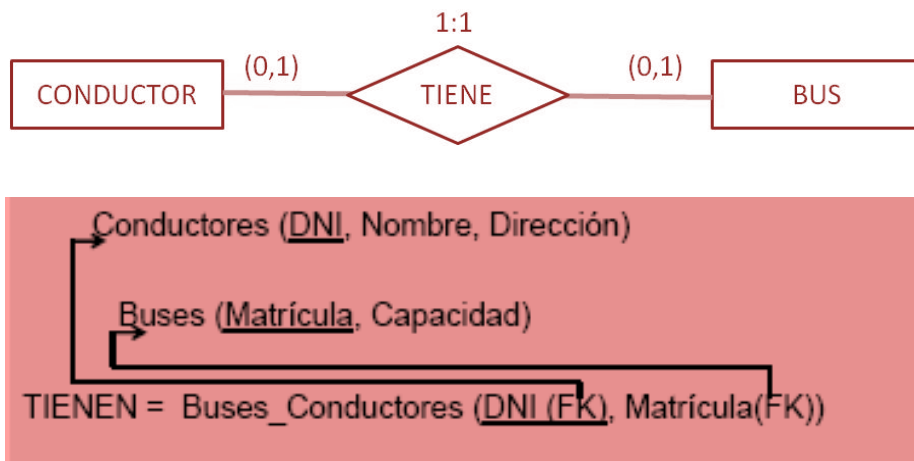 1:1
(0,1) (0,1)
CONDUCTOR TIENE BUS
Conductores (DNI, Nombre, Dirección)
Buses (Matrícula, Capacidad)
TIENEN = Buses_Conductores (DNI (FK), Matrícula(FK))